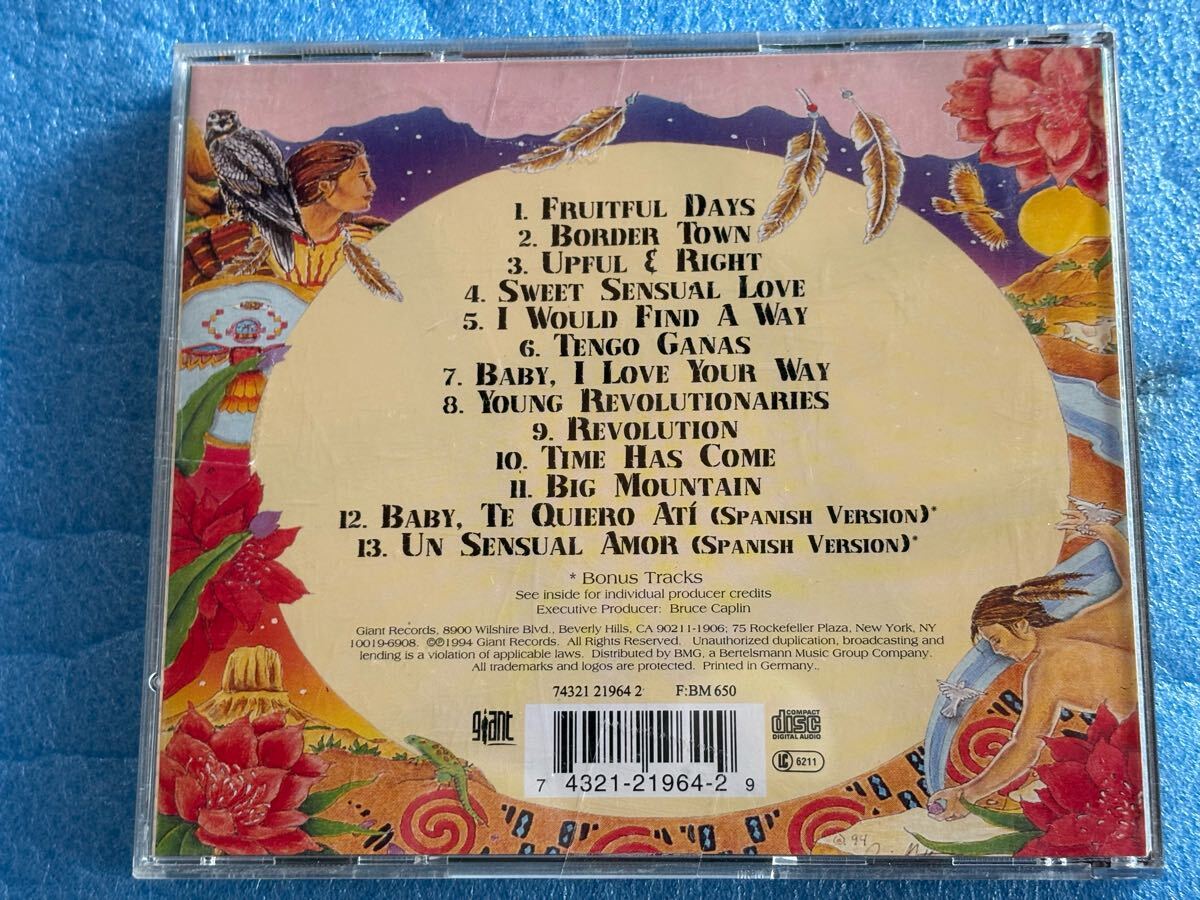 1. Fruitful Days
2. Border Town
3. Upful & Right
4. Sweet Sensual Love
5. I Would Find A Way
6. Tengo Ganas
7. Baby, I Love Your Way
8. Young Revolutionaries
9. Revolution
10. Time Has Come
11. Big Mountain
12. Baby, Te Quiero Atí (Spanish Version)*
13. Un Sensual Amor (Spanish Version)*
* Bonus Tracks
See inside for individual producer credits
Executive Producer: Bruce Caplin
Giant Records, 8900 Wilshire Blvd., Beverly Hills, CA 90211-1906; 75 Rockefeller Plaza, New York, NY
10019-6908. ©℗1994 Giant Records. All Rights Reserved. Unauthorized duplication, broadcasting and
lending is a violation of applicable laws. Distributed by BMG, a Bertelsmann Music Group Company.
All trademarks and logos are protected. Printed in Germany..
74321 21964 2 F:BM 650
giant
COMPACT
disc
DIGITAL AUDIO
LC 6211
7 4321-21964-2 9
© 94